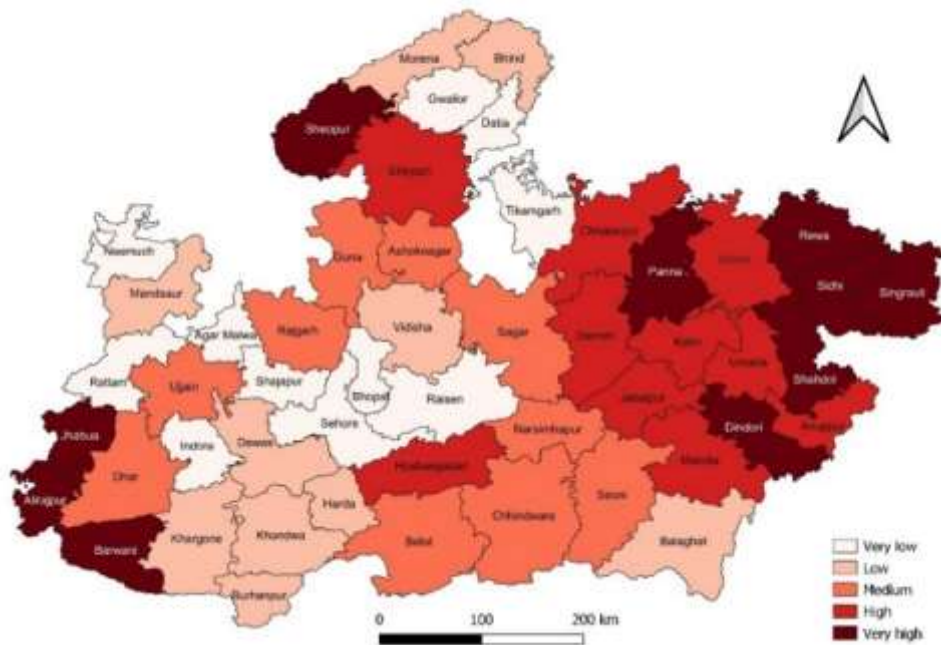 Morena
Bhind
Gwalior
Datia
Sheopur
Shivpuri
Tikamgarh
Chhatarpur
Panna
Satna
Rewa
Sidhi
Singrauli
Neemuch
Mandsaur
Guna
Ashoknagar
Agar Malwa
Rajgarh
Vidisha
Sagar
Damoh
Katni
Umaria
Shahdol
Ratlam
Ujjain
Shajapur
Bhopal
Raisen
Jabalpur
Dindori
Anuppur
Jhabua
Indore
Dewas
Sehore
Narsimhapur
Mandla
Dhar
Hoshangabad
Alirajpur
Harda
Seoni
Chhindwara
Barwani
Khargone
Khandwa
Betul
Balaghat
Burhanpur
Very low
Low
Medium
High
Very high
0 100 200 km